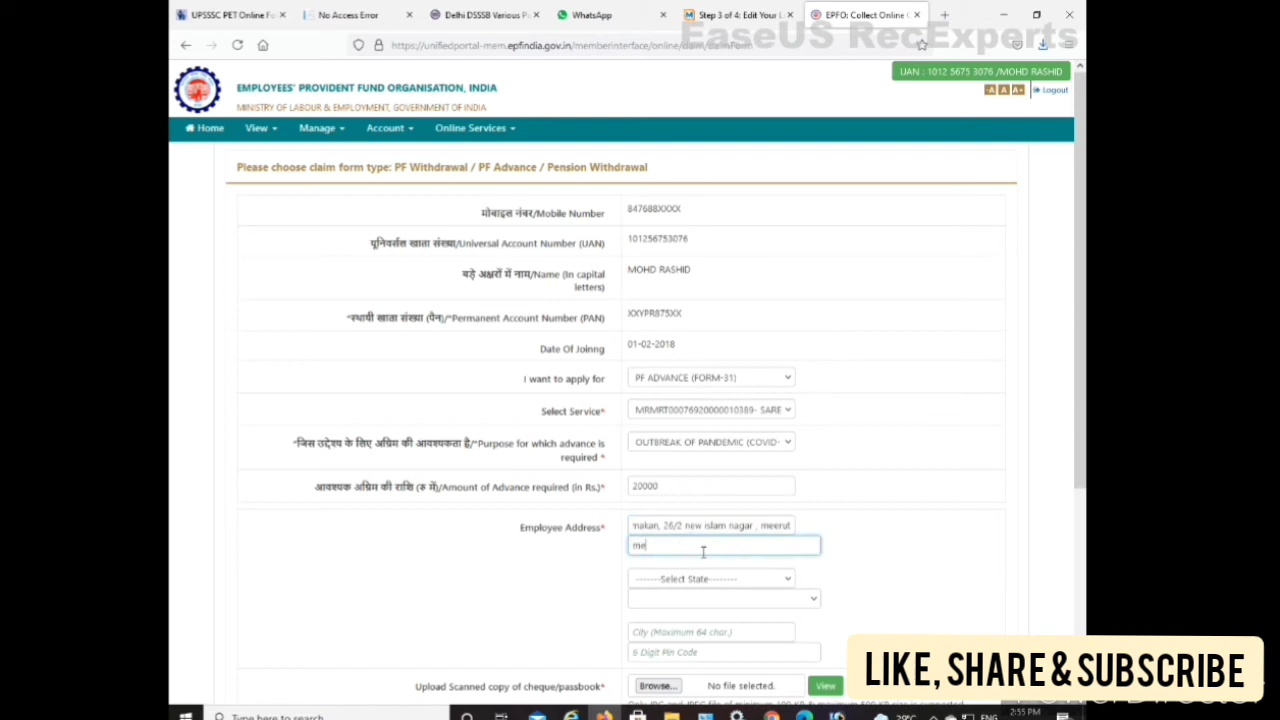 UPSSSC PET Online Fo
No Access Error
Delhi DSSSB Various Po
WhatsApp
Step 3 of 4: Edit Your L
EPFO: Collect Online C
EaseUS RecExperts
https://unifiedportal-mem.epfindia.gov.in/memberinterface/online/claim/claimForm
UAN : 1012 5675 3076 /MOHD RASHID
EMPLOYEES' PROVIDENT FUND ORGANISATION, INDIA
-A A A+ Logout
MINISTRY OF LABOUR & EMPLOYMENT, GOVERNMENT OF INDIA
Home View Manage Account Online Services
Please choose claim form type: PF Withdrawal / PF Advance / Pension Withdrawal
मोबाइल नंबर/Mobile Number 847688XXXX
यूनिवर्सल खाता संख्या/Universal Account Number (UAN) 101256753076
बड़े अक्षरों में नाम/Name (In capital MOHD RASHID
letters)
*स्थायी खाता संख्या (पैन)/*Permanent Account Number (PAN) XXYPR875XX
Date Of Joinng 01-02-2018
I want to apply for PF ADVANCE (FORM-31)
Select Service* MRMRT00076920000010389- SARE
*जिस उद्देश्य के लिए अग्रिम की आवश्यकता है/*Purpose for which advance is OUTBREAK OF PANDEMIC (COVID-
required *
आवश्यक अग्रिम की राशि (रु में)/Amount of Advance required (in Rs.)* 20000
Employee Address* makan, 26/2 new islam nagar , meerut
me
-------Select State--------
City (Maximum 64 char.)
6 Digit Pin Code
LIKE, SHARE & SUBSCRIBE
Upload Scanned copy of cheque/passbook* Browse... No file selected. View
Type here to search
29°C ENG 2:55 PM